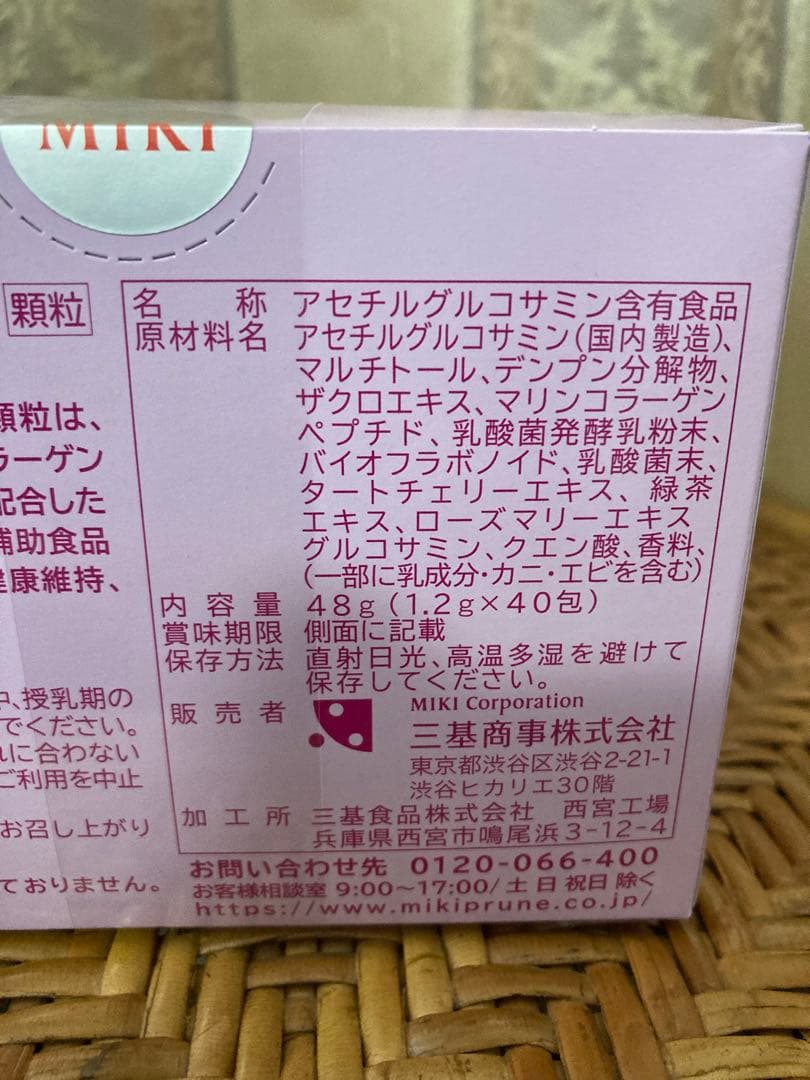 MIKI
顆粒
顆粒は、
ラーゲン
配合した
補助食品
健康維持、
中、授乳期の
でください。
れに合わない
ご利用を中止
お召し上がり
ておりません。
名称 アセチルグルコサミン含有食品
原材料名 アセチルグルコサミン(国内製造)、
マルチトール、デンプン分解物、
ザクロエキス、マリンコラーゲン
ペプチド、乳酸菌発酵乳粉末、
バイオフラボノイド、乳酸菌末、
タートチェリーエキス、緑茶
エキス、ローズマリーエキス
グルコサミン、クエン酸、香料、
(一部に乳成分・カニ・エビを含む)
内容量 48g(1.2g×40包)
賞味期限 側面に記載
保存方法 直射日光、高温多湿を避けて
保存してください。
販売者 MIKI Corporation
三基商事株式会社
東京都渋谷区渋谷2-21-1
渋谷ヒカリエ30階
加工所 三基食品株式会社 西宮工場
兵庫県西宮市鳴尾浜3-12-4
お問い合わせ先 0120-066-400
お客様相談室 9:00~17:00/土日祝日除く
https://www.mikiprune.co.jp/